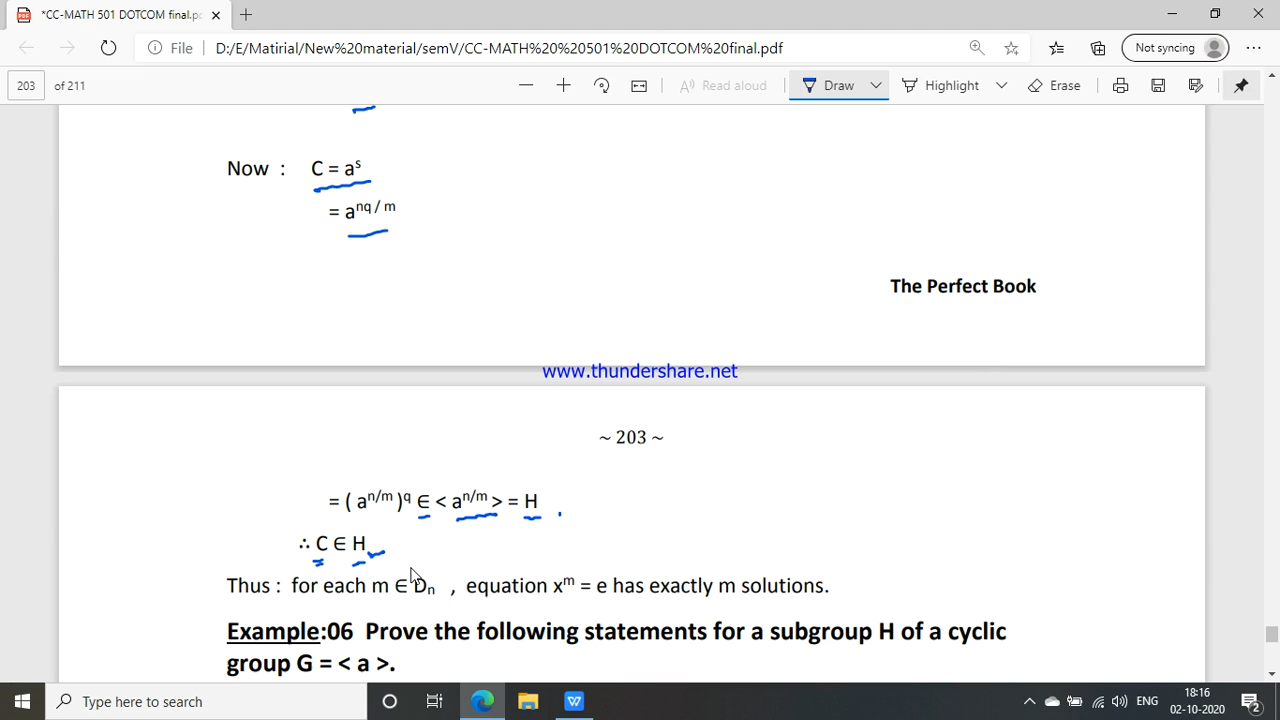 *CC-MATH 501 DOTCOM final.pd
File D:/E/Matirial/New%20material/semV/CC-MATH%20%20501%20DOTCOM%20final.pdf
Not syncing
203 of 211
Read aloud
Draw
Highlight
Erase
Now : C = aˢ
= a^{nq / m}
The Perfect Book
www.thundershare.net
~ 203 ~
= ( a^{n/m} )^q ∈ < a^{n/m} > = H
∴ C ∈ H
Thus : for each m ∈ Dₙ , equation x^m = e has exactly m solutions.
Example:06 Prove the following statements for a subgroup H of a cyclic
group G = < a >.
Type here to search
ENG
18:16
02-10-2020
2